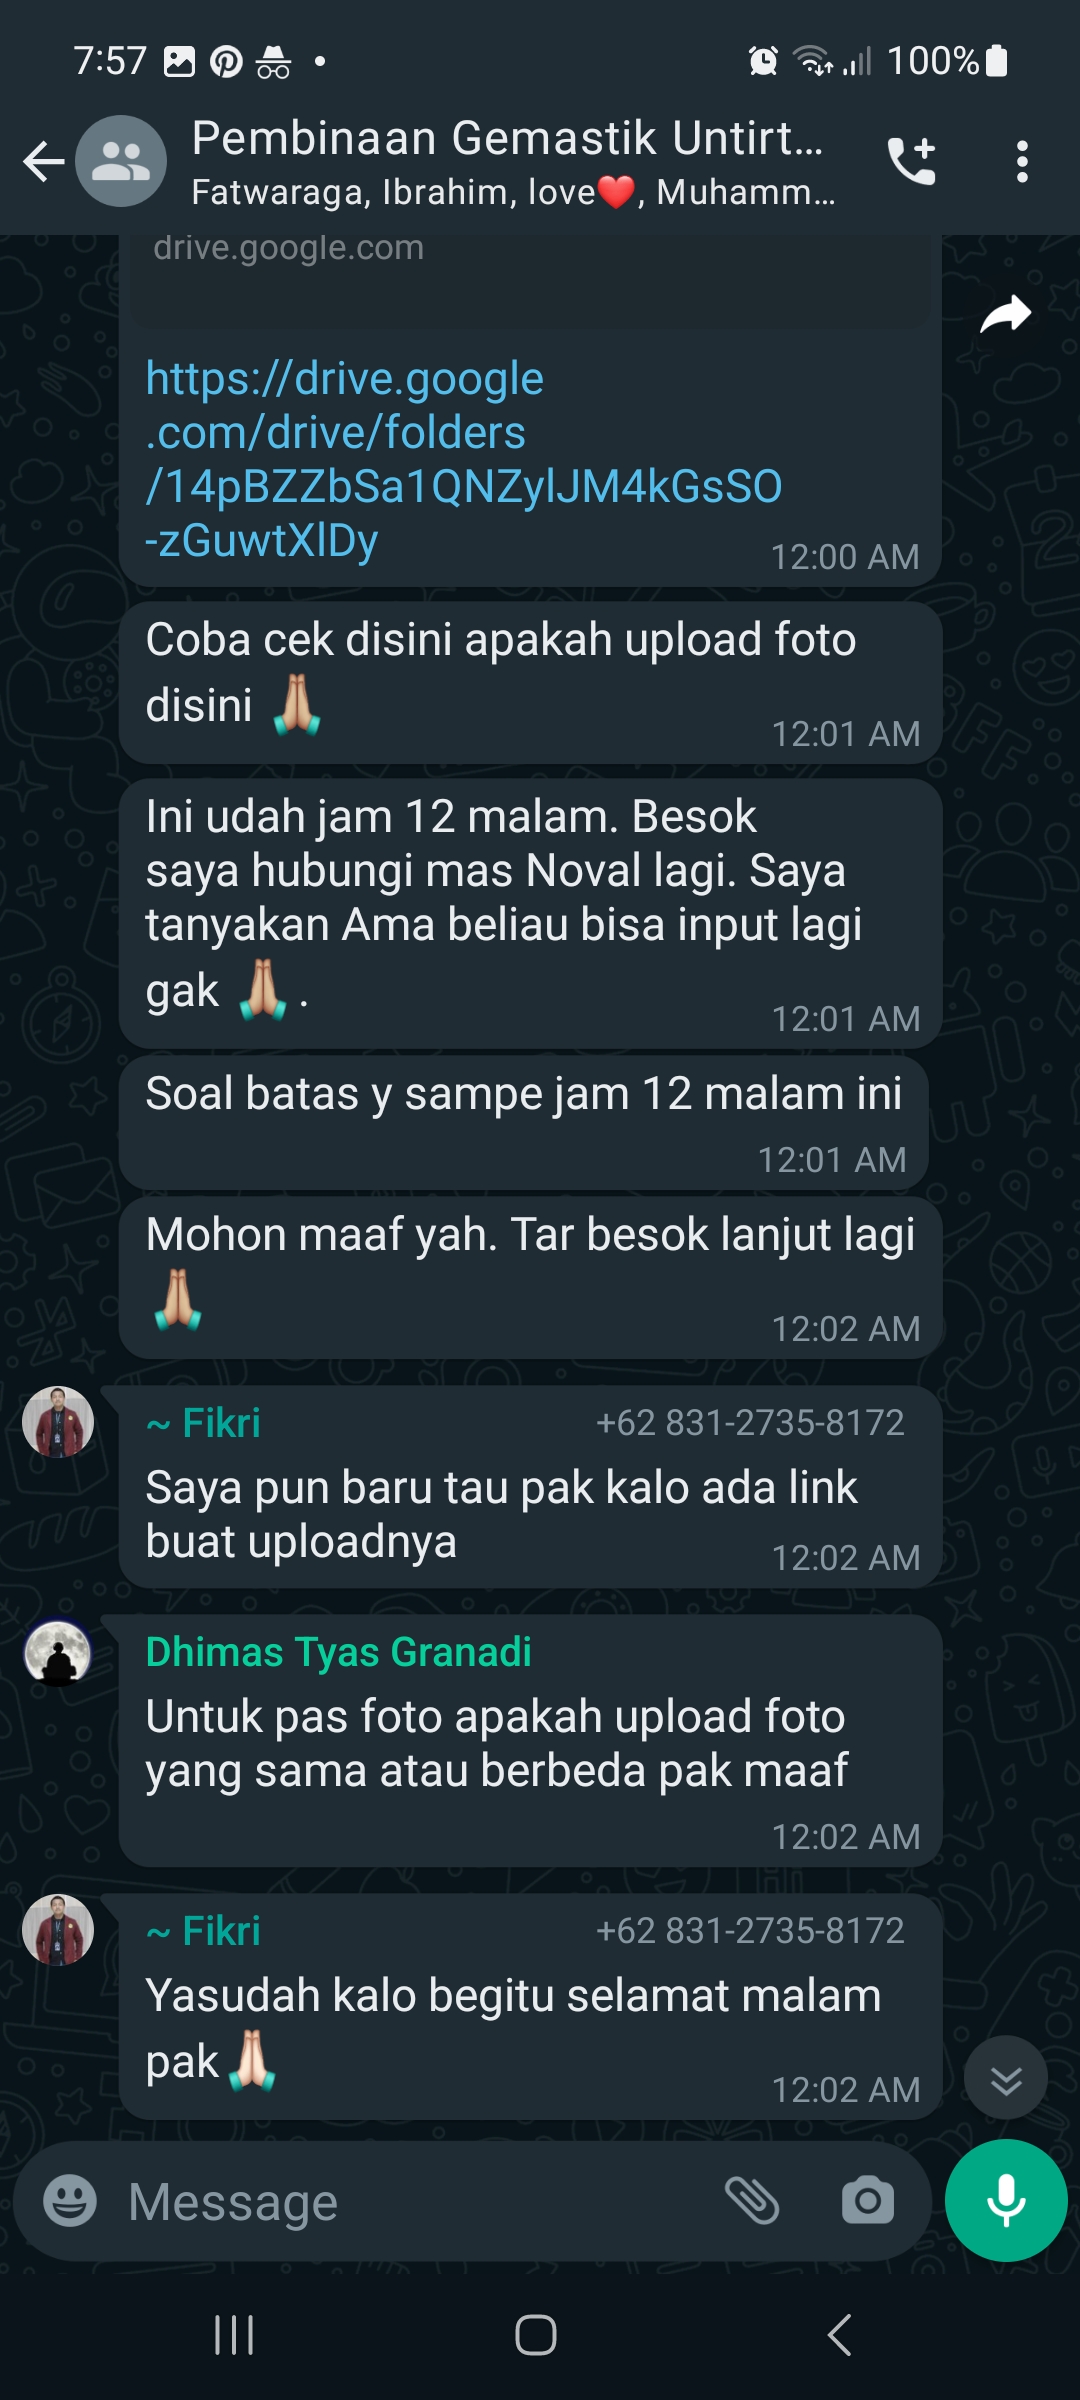 7:57
100%
Pembinaan Gemastik Untirt...
Fatwaraga, Ibrahim, love❤️, Muhamm...
drive.google.com
https://drive.google
.com/drive/folders
/14pBZZbSa1QNZylJM4kGsSO
-zGuwtXlDy
12:00 AM
Coba cek disini apakah upload foto
disini 🙏🏼
12:01 AM
Ini udah jam 12 malam. Besok
saya hubungi mas Noval lagi. Saya
tanyakan Ama beliau bisa input lagi
gak 🙏🏼 .
12:01 AM
Soal batas y sampe jam 12 malam ini
12:01 AM
Mohon maaf yah. Tar besok lanjut lagi
🙏🏼
12:02 AM
~ Fikri +62 831-2735-8172
Saya pun baru tau pak kalo ada link
buat uploadnya
12:02 AM
Dhimas Tyas Granadi
Untuk pas foto apakah upload foto
yang sama atau berbeda pak maaf
12:02 AM
~ Fikri +62 831-2735-8172
Yasudah kalo begitu selamat malam
pak🙏🏻
12:02 AM
Message